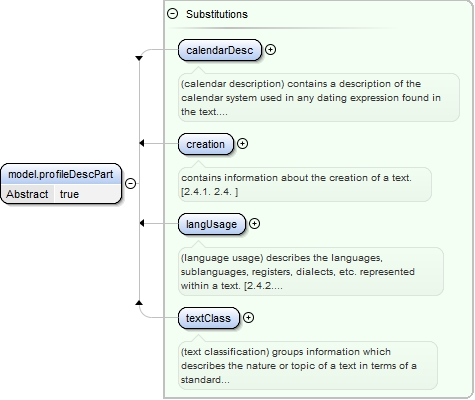 Substitutions
calendarDesc
(calendar description) contains a description of the
calendar system used in any dating expression found in
the text....
creation
contains information about the creation of a text.
[2.4.1. 2.4. ]
model.profileDescPart
Abstract true
langUsage
(language usage) describes the languages,
sublanguages, registers, dialects, etc. represented
within a text. [2.4.2....
textClass
(text classification) groups information which
describes the nature or topic of a text in terms of a
standard...